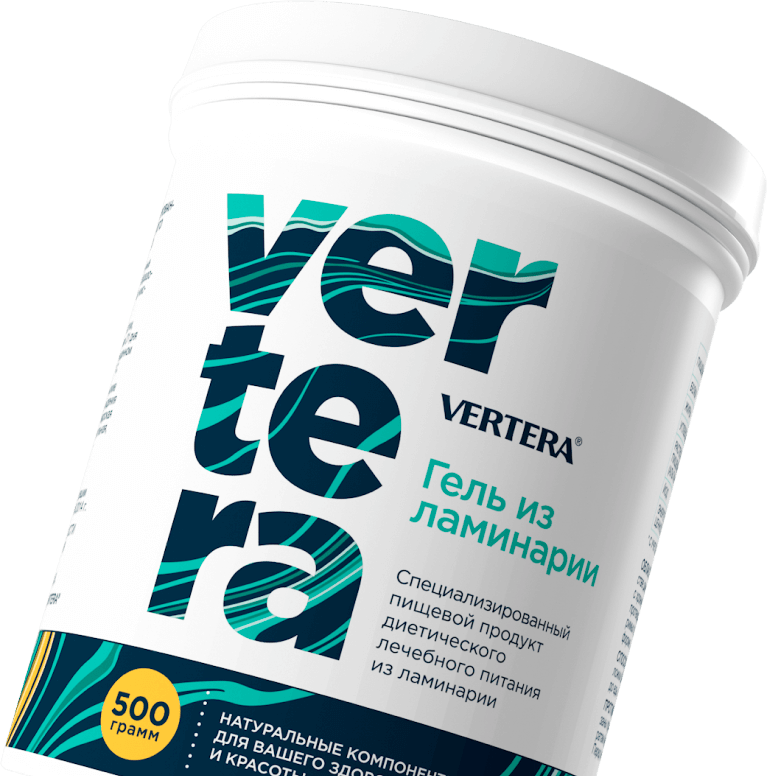 ver
te
ra
VERTERA®
Гель из
ламинарии
Специализированный
пищевой продукт
диетического
лечебного питания
из ламинарии
500
грамм
НАТУРАЛЬНЫЕ КОМПОНЕНТ
ДЛЯ ВАШЕГО ЗДОРО
И КРАСОТЫ